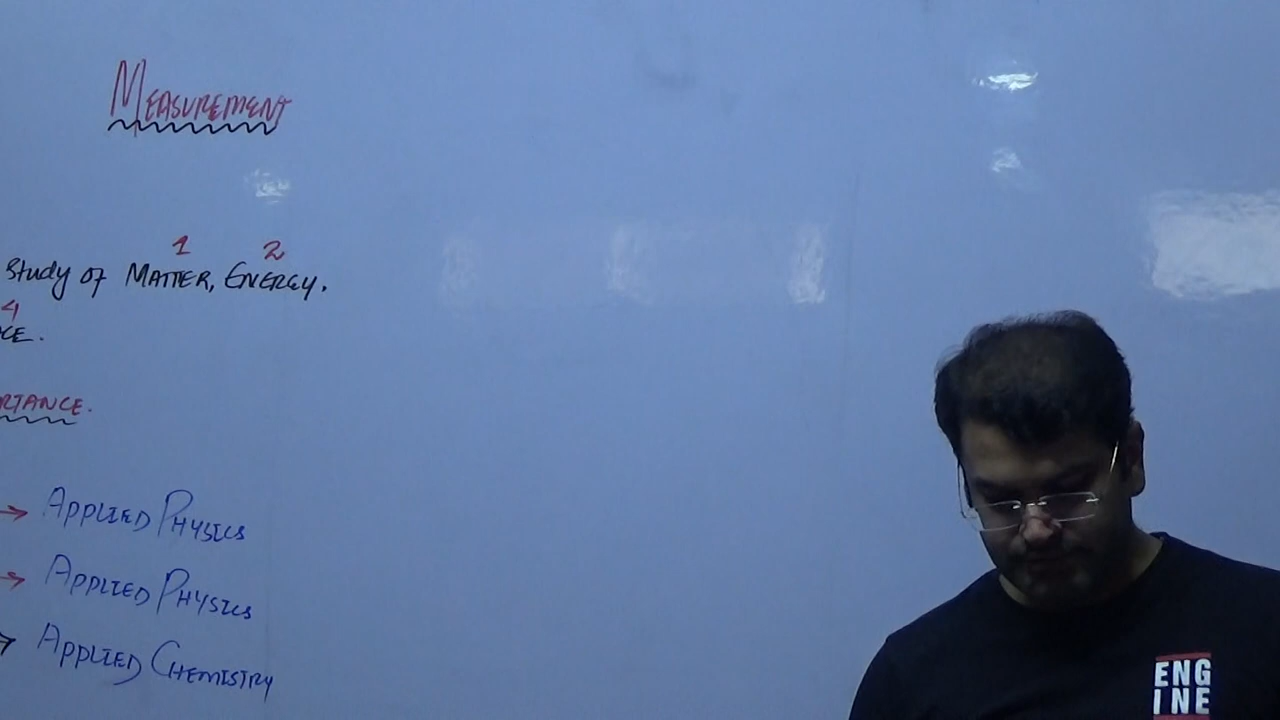 MEASUREMENT
1 2
Study of MATTER, ENERGY.
4
CE.
RTANCE.
→ APPLIED PHYSICS
→ APPLIED PHYSICS
→ APPLIED CHEMISTRY
ENG
INE